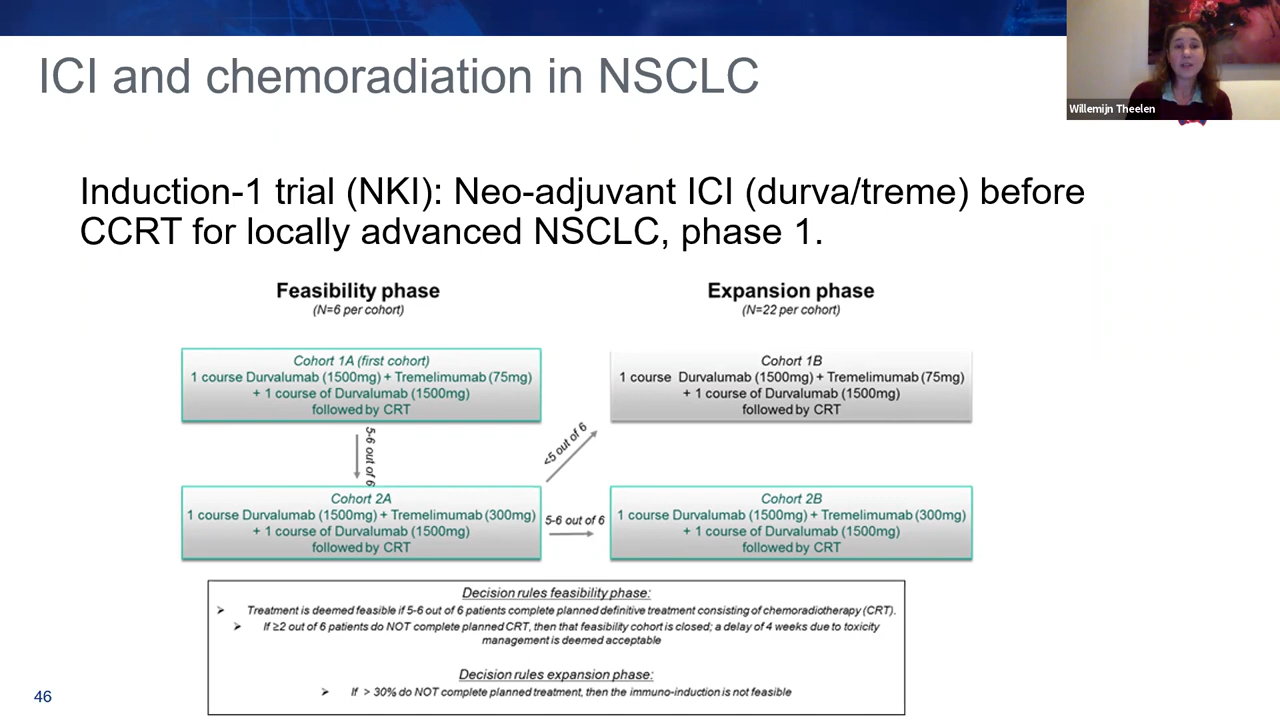 ICI and chemoradiation in NSCLC
Willemijn Theelen
Induction-1 trial (NKI): Neo-adjuvant ICI (durva/treme) before
CCRT for locally advanced NSCLC, phase 1.
Feasibility phase
(N=6 per cohort)
Expansion phase
(N=22 per cohort)
Cohort 1A (first cohort)
1 course Durvalumab (1500mg) + Tremelimumab (75mg)
+ 1 course of Durvalumab (1500mg)
followed by CRT
Cohort 1B
1 course Durvalumab (1500mg) + Tremelimumab (75mg)
+ 1 course of Durvalumab (1500mg)
followed by CRT
5-6 out of 6
<5 out of 6
Cohort 2A
1 course Durvalumab (1500mg) + Tremelimumab (300mg)
+ 1 course of Durvalumab (1500mg)
followed by CRT
5-6 out of 6
Cohort 2B
1 course Durvalumab (1500mg) + Tremelimumab (300mg)
+ 1 course of Durvalumab (1500mg)
followed by CRT
Decision rules feasibility phase:
➢ Treatment is deemed feasible if 5-6 out of 6 patients complete planned definitive treatment consisting of chemoradiotherapy (CRT).
➢ If ≥2 out of 6 patients do NOT complete planned CRT, then that feasibility cohort is closed; a delay of 4 weeks due to toxicity
management is deemed acceptable
Decision rules expansion phase:
➢ If > 30% do NOT complete planned treatment, then the immuno-induction is not feasible
46